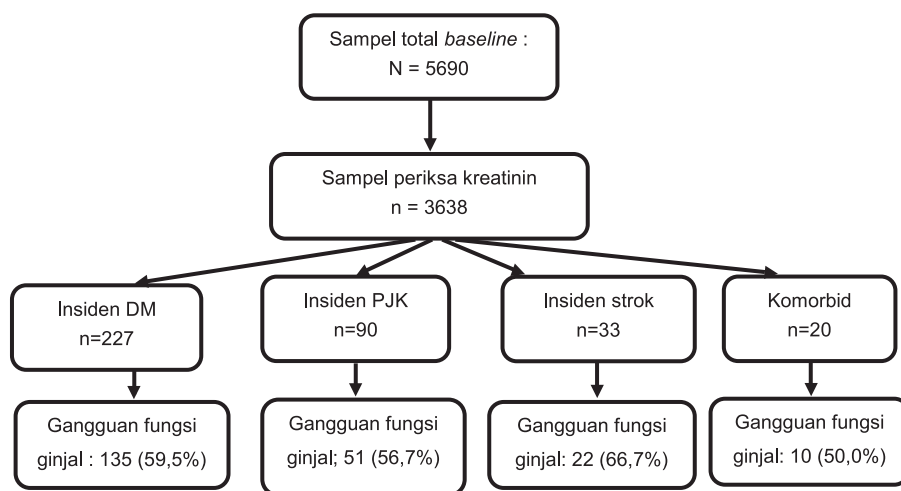 Sampel total baseline :
N = 5690
Sampel periksa kreatinin
n = 3638
Insiden DM
n=227
Insiden PJK
n=90
Insiden strok
n=33
Komorbid
n=20
Gangguan fungsi
ginjal : 135 (59,5%)
Gangguan fungsi
ginjal; 51 (56,7%)
Gangguan fungsi
ginjal: 22 (66,7%)
Gangguan fungsi
ginjal: 10 (50,0%)